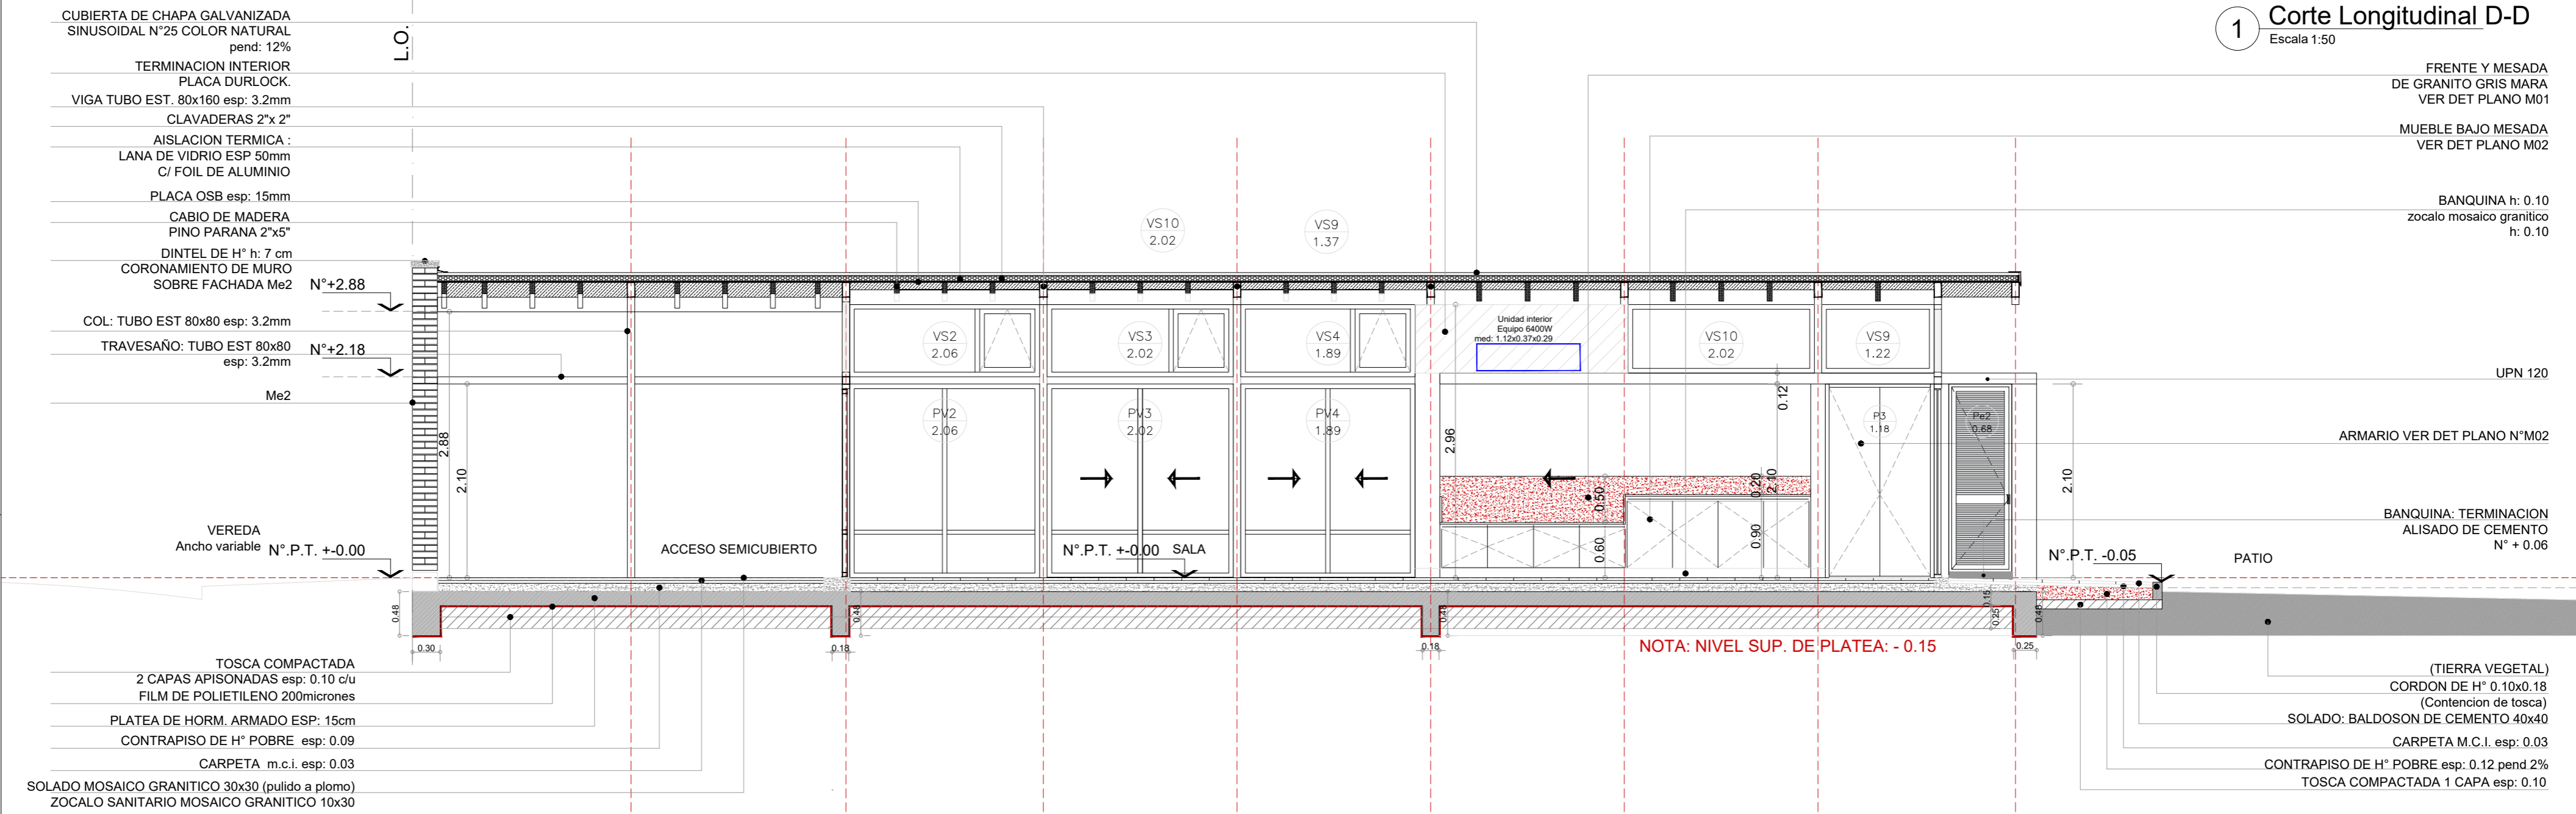 1 Corte Longitudinal D-D
Escala 1:50
L.O.
CUBIERTA DE CHAPA GALVANIZADA
SINUSOIDAL N°25 COLOR NATURAL
pend: 12%
TERMINACION INTERIOR
PLACA DURLOCK.
VIGA TUBO EST. 80x160 esp: 3.2mm
CLAVADERAS 2"x 2"
AISLACION TERMICA :
LANA DE VIDRIO ESP 50mm
C/ FOIL DE ALUMINIO
PLACA OSB esp: 15mm
CABIO DE MADERA
PINO PARANA 2"x5"
DINTEL DE H° h: 7 cm
CORONAMIENTO DE MURO
SOBRE FACHADA Me2
N°+2.88
COL: TUBO EST 80x80 esp: 3.2mm
TRAVESAÑO: TUBO EST 80x80
esp: 3.2mm
N°+2.18
Me2
VEREDA
Ancho variable
N°.P.T. +-0.00
FRENTE Y MESADA
DE GRANITO GRIS MARA
VER DET PLANO M01
MUEBLE BAJO MESADA
VER DET PLANO M02
BANQUINA h: 0.10
zocalo mosaico granitico
h: 0.10
UPN 120
ARMARIO VER DET PLANO N°M02
BANQUINA: TERMINACION
ALISADO DE CEMENTO
N° + 0.06
N°.P.T. -0.05
PATIO
VS10
2.02
VS9
1.37
VS2
2.06
VS3
2.02
VS4
1.89
Unidad interior
Equipo 6400W
med: 1.12x0.37x0.29
VS10
2.02
VS9
1.22
PV2
2.06
PV3
2.02
PV4
1.89
P3
1.18
Pe2
0.68
2.88
2.10
2.96
0.12
0.50
0.20
2.10
0.60
0.90
2.10
ACCESO SEMICUBIERTO
N°.P.T. +-0.00
SALA
0.48
0.48
0.48
0.15
0.25
0.48
0.30
0.18
0.18
0.25
NOTA: NIVEL SUP. DE PLATEA: - 0.15
TOSCA COMPACTADA
2 CAPAS APISONADAS esp: 0.10 c/u
FILM DE POLIETILENO 200micrones
PLATEA DE HORM. ARMADO ESP: 15cm
CONTRAPISO DE H° POBRE esp: 0.09
CARPETA m.c.i. esp: 0.03
SOLADO MOSAICO GRANITICO 30x30 (pulido a plomo)
ZOCALO SANITARIO MOSAICO GRANITICO 10x30
(TIERRA VEGETAL)
CORDON DE H° 0.10x0.18
(Contencion de tosca)
SOLADO: BALDOSON DE CEMENTO 40x40
CARPETA M.C.I. esp: 0.03
CONTRAPISO DE H° POBRE esp: 0.12 pend 2%
TOSCA COMPACTADA 1 CAPA esp: 0.10